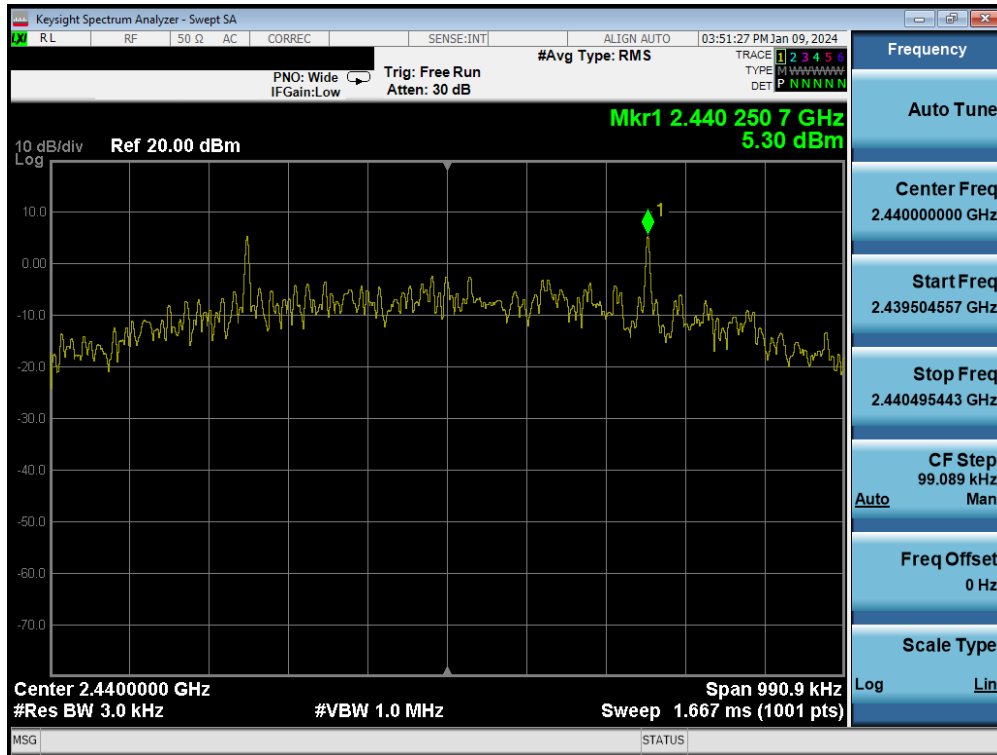 Keysight Spectrum Analyzer - Swept SA
LXI RL RF 50 Ω AC CORREC SENSE:INT ALIGN AUTO 03:51:27 PM Jan 09, 2024
#Avg Type: RMS
TRACE 1 2 3 4 5 6
PNO: Wide Trig: Free Run
TYPE M WWWWW
IFGain:Low Atten: 30 dB
DET P N N N N N
Mkr1 2.440 250 7 GHz
5.30 dBm
10 dB/div Ref 20.00 dBm
Log
10.0
1
0.00
-10.0
-20.0
-30.0
-40.0
-50.0
-60.0
-70.0
Center 2.4400000 GHz Span 990.9 kHz
#Res BW 3.0 kHz #VBW 1.0 MHz Sweep 1.667 ms (1001 pts)
MSG STATUS
Frequency
Auto Tune
Center Freq
2.440000000 GHz
Start Freq
2.439504557 GHz
Stop Freq
2.440495443 GHz
CF Step
99.089 kHz
Auto Man
Freq Offset
0 Hz
Scale Type
Log Lin